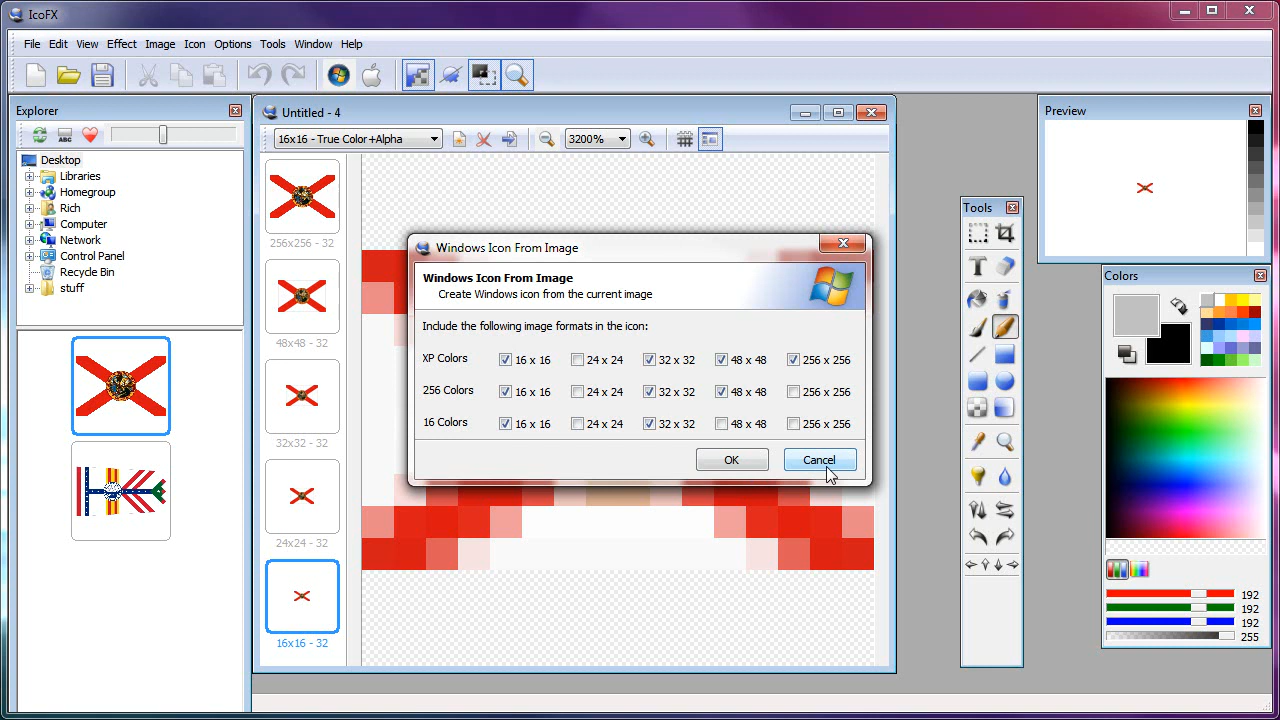 IcoFX
File Edit View Effect Image Icon Options Tools Window Help
Explorer
ABC
Desktop
Libraries
Homegroup
Rich
Computer
Network
Control Panel
Recycle Bin
stuff
Untitled - 4
16x16 - True Color+Alpha
3200%
256x256 - 32
48x48 - 32
32x32 - 32
24x24 - 32
16x16 - 32
Windows Icon From Image
Windows Icon From Image
Create Windows icon from the current image
Include the following image formats in the icon:
XP Colors 16 x 16 24 x 24 32 x 32 48 x 48 256 x 256
256 Colors 16 x 16 24 x 24 32 x 32 48 x 48 256 x 256
16 Colors 16 x 16 24 x 24 32 x 32 48 x 48 256 x 256
OK Cancel
Preview
Tools
T
Colors
192
192
192
255